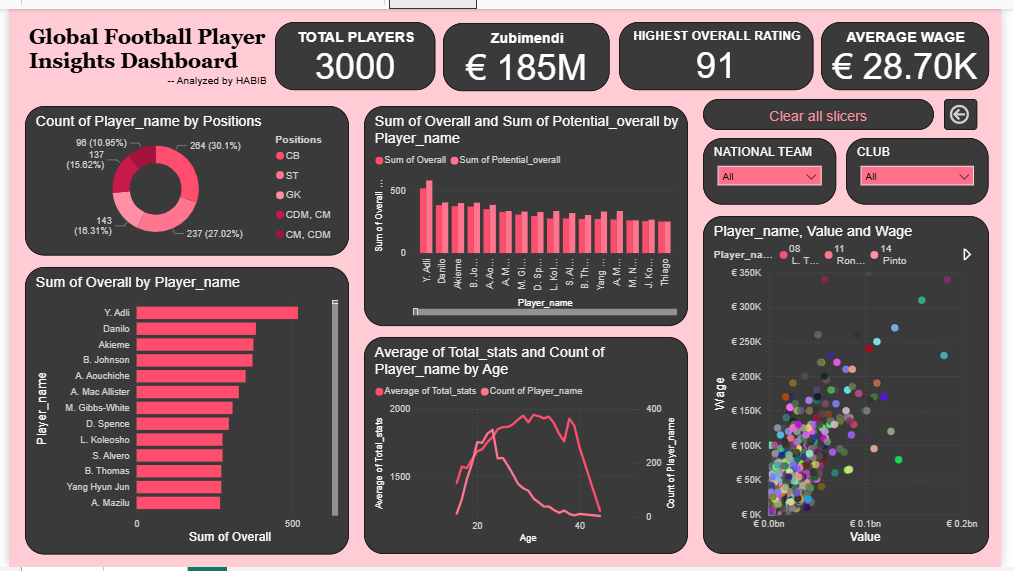 Global Football Player
Insights Dashboard
-- Analyzed by HABIB
TOTAL PLAYERS
3000
Zubimendi
€ 185M
HIGHEST OVERALL RATING
91
AVERAGE WAGE
€ 28.70K
Count of Player_name by Positions
96 (10.95%)
137
(15.62%)
143
(16.31%)
264 (30.1%)
237 (27.02%)
Positions
CB
ST
GK
CDM, CM
CM, CDM
Sum of Overall by Player_name
Player_name
Y. Adli
Danilo
Akieme
B. Johnson
A. Aouchiche
A. Mac Allister
M. Gibbs-White
D. Spence
L. Koleosho
S. Alvero
B. Thomas
Yang Hyun Jun
A. Mazilu
0
500
Sum of Overall
Sum of Overall and Sum of Potential_overall by
Player_name
Sum of Overall
Sum of Potential_overall
Sum of Overall ...
500
0
Y. Adli
Danilo
Akieme
B. Jo...
A. Ao...
A. M...
M. Gi...
D. Sp...
L. Kol...
S. Al...
B. Th...
Yang ...
A. M...
M. N...
J. Ko...
Thiago
Player_name
Average of Total_stats and Count of
Player_name by Age
Average of Total_stats
Count of Player_name
Average of Total_stats
2000
1500
400
200
0
Count of Player_name
20
40
Age
Clear all slicers
NATIONAL TEAM
All
CLUB
All
Player_name, Value and Wage
Player_na...
08
L. T...
11
Ron...
14
Pinto
Wage
€ 350K
€ 300K
€ 250K
€ 200K
€ 150K
€ 100K
€ 50K
€ 0K
€ 0.0bn
€ 0.1bn
€ 0.2bn
Value